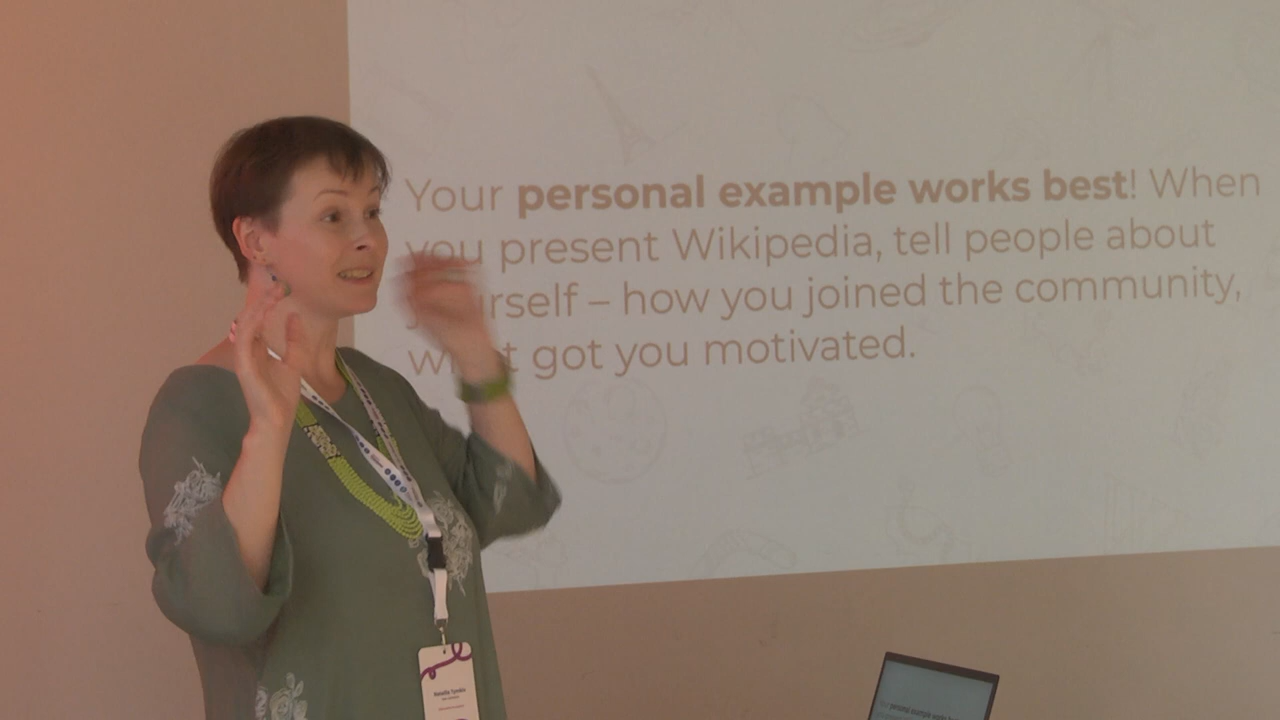 Your personal example works best! When
you present Wikipedia, tell people about
rself – how you joined the community,
t got you motivated.